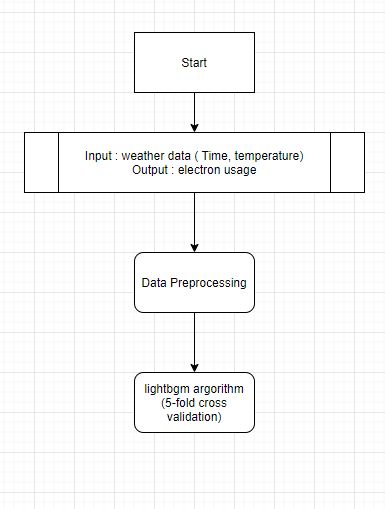 Start
Input : weather data ( Time, temperature)
Output : electron usage
Data Preprocessing
lightbgm argorithm
(5-fold cross
validation)